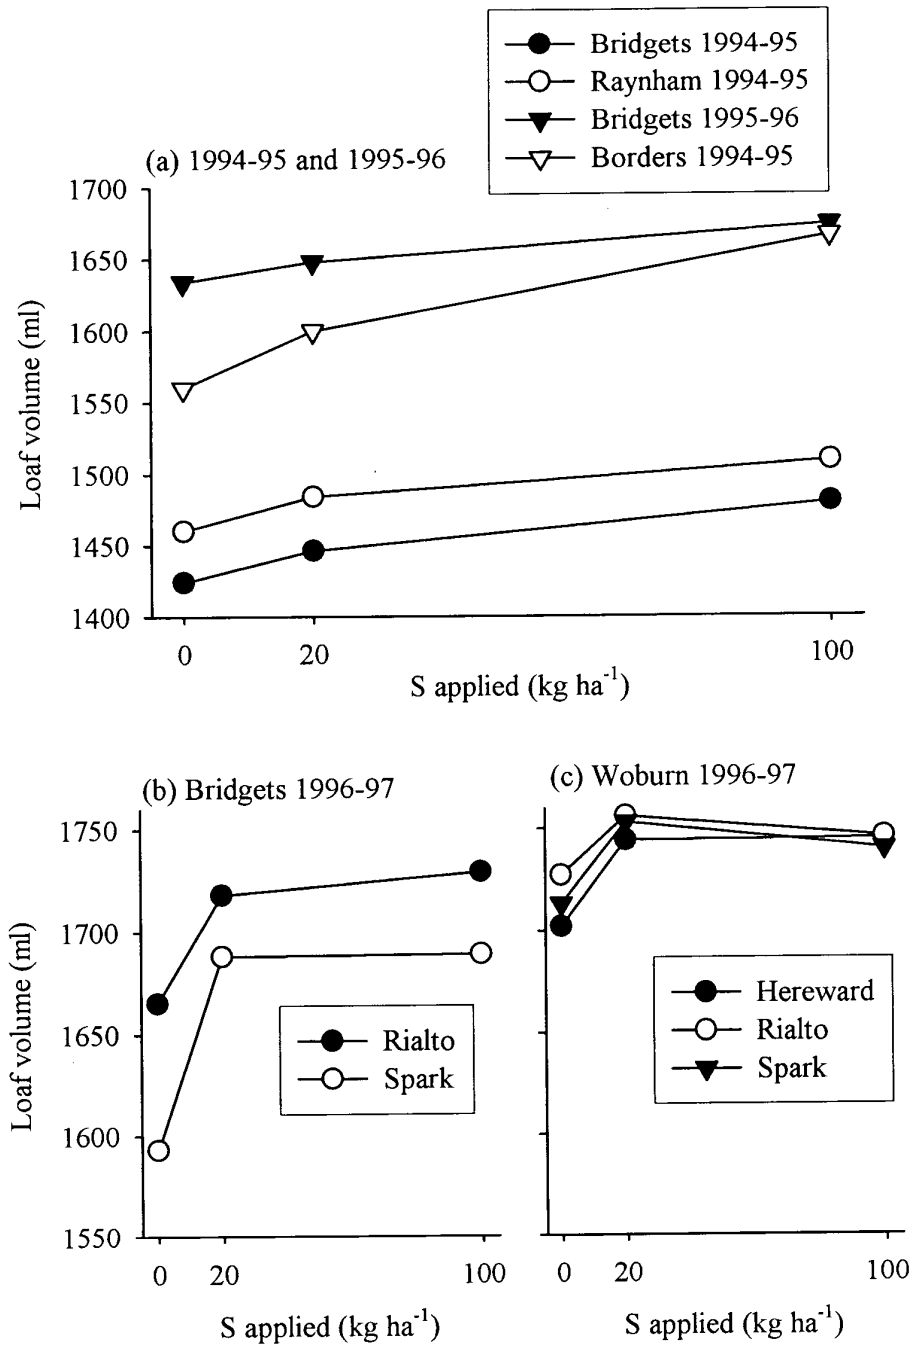 Bridgets 1994-95
Raynham 1994-95
Bridgets 1995-96
Borders 1994-95
(a) 1994-95 and 1995-96
1700
1650
1600
1550
1500
1450
1400
Loaf volume (ml)
0 20 100
S applied (kg ha⁻¹)
(b) Bridgets 1996-97
1750
1700
1650
1600
1550
Loaf volume (ml)
Rialto
Spark
0 20 100
S applied (kg ha⁻¹)
(c) Woburn 1996-97
Hereward
Rialto
Spark
0 20 100
S applied (kg ha⁻¹)